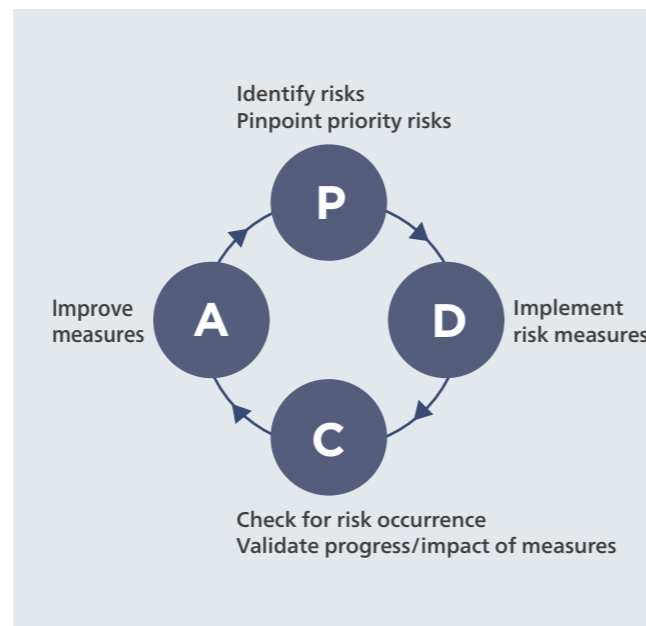 Identify risks
Pinpoint priority risks
P
A
D
Improve
measures
Implement
risk measures
C
Check for risk occurrence
Validate progress/impact of measures